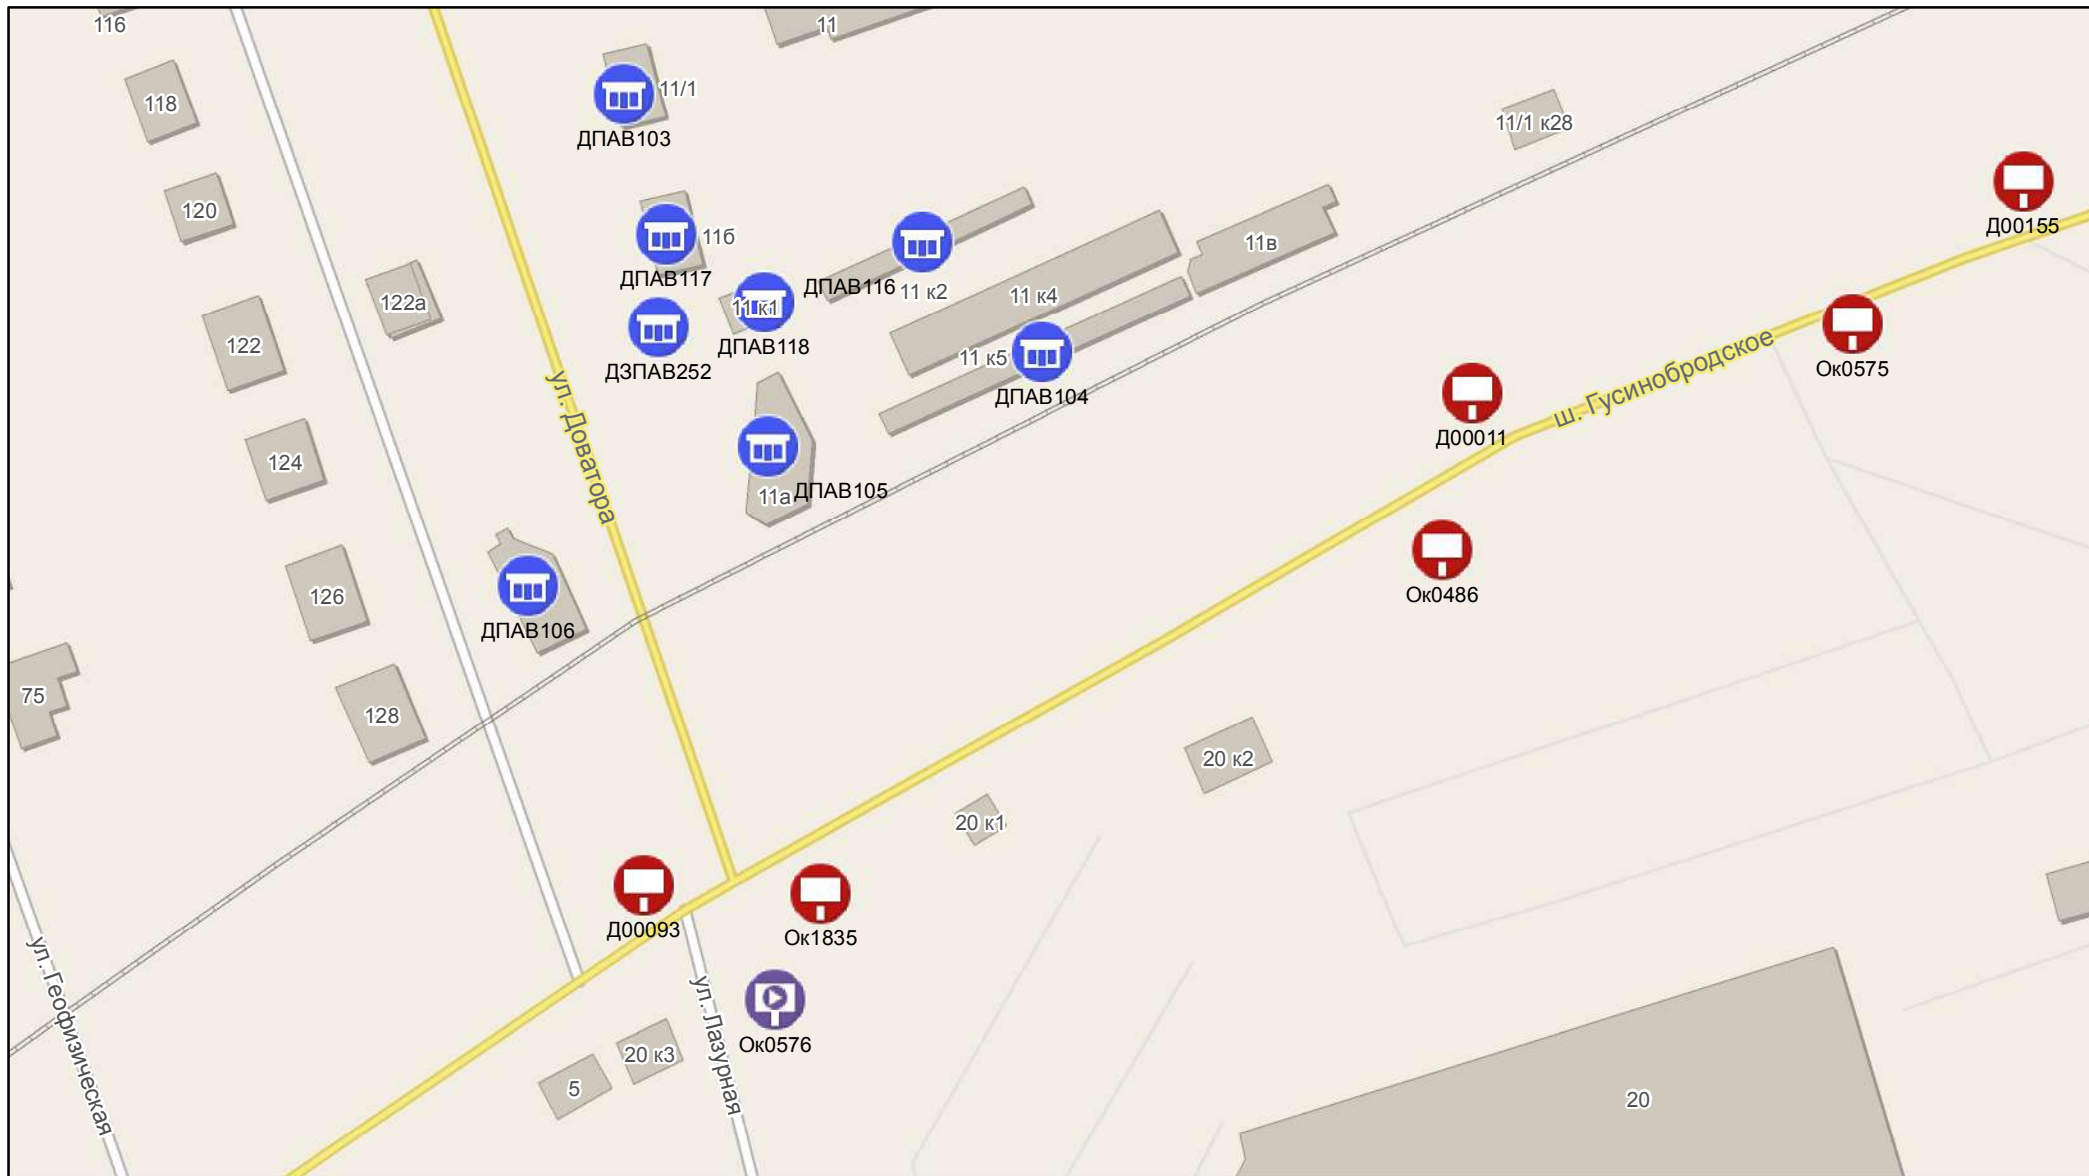 116
11
118
11/1
ДПАВ103
11/1 к28
120
Д00155
11б
ДПАВ117
11в
122а
ДПАВ116
11 к2
11 к4
11 к1
ДПАВ118
122
11 к5
ДЗПАВ252
ДПАВ104
Ок0575
ш. Гусинобродское
Д00011
ул. Доватора
124
11а
ДПАВ105
126
Ок0486
ДПАВ106
75
128
20 к2
20 к1
Д00093
Ок1835
ул. Геофизическая
ул. Лазурная
Ок0576
20 к3
5
20